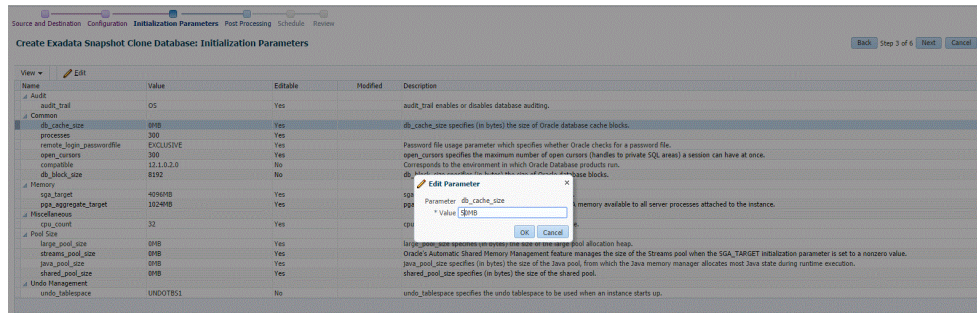 Source and Destination Configuration Initialization Parameters Post Processing Schedule Review
Create Exadata Snapshot Clone Database: Initialization Parameters
Back Step 3 of 6 Next Cancel
View Edit
Name Value Editable Modified Description
Audit
audit_trail OS Yes audit_trail enables or disables database auditing.
Common
db_cache_size 0MB Yes db_cache_size specifies (in bytes) the size of Oracle database cache blocks.
processes 300 Yes
remote_login_passwordfile EXCLUSIVE Yes Password file usage parameter which specifies whether Oracle checks for a password file.
open_cursors 300 Yes open_cursors specifies the maximum number of open cursors (handles to private SQL areas) a session can have at once.
compatible 12.1.0.2.0 No Corresponds to the environment in which Oracle Database products run.
db_block_size 8192 No db_block_size specifies (in bytes) the size of Oracle database blocks.
Memory
sga_target 4096MB Yes
pga_aggregate_target 1024MB Yes A memory available to all server processes attached to the instance.
Miscellaneous
cpu_count 32 Yes
Pool Size
large_pool_size 0MB Yes large_pool_size specifies (in bytes) the size of the large pool allocation heap.
streams_pool_size 0MB Yes Oracle's Automatic Shared Memory Management feature manages the size of the Streams pool when the SGA_TARGET initialization parameter is set to a nonzero value.
java_pool_size 0MB Yes java_pool_size specifies (in bytes) the size of the Java pool, from which the Java memory manager allocates most Java state during runtime execution.
shared_pool_size 0MB Yes shared_pool_size specifies (in bytes) the size of the shared pool.
Undo Management
undo_tablespace UNDOTBS1 No undo_tablespace specifies the undo tablespace to be used when an instance starts up.
Edit Parameter
Parameter db_cache_size
* Value 50MB
OK Cancel